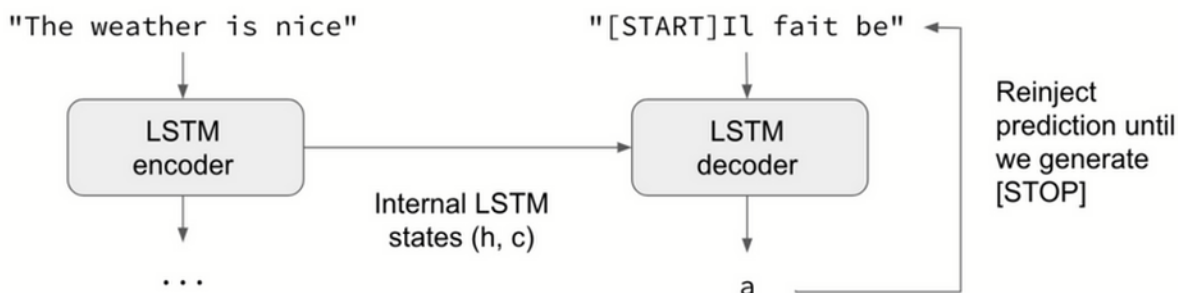 "The weather is nice"
"[START]Il fait be"
LSTM
encoder
LSTM
decoder
Internal LSTM
states (h, c)
Reinject
prediction until
we generate
[STOP]
...
a